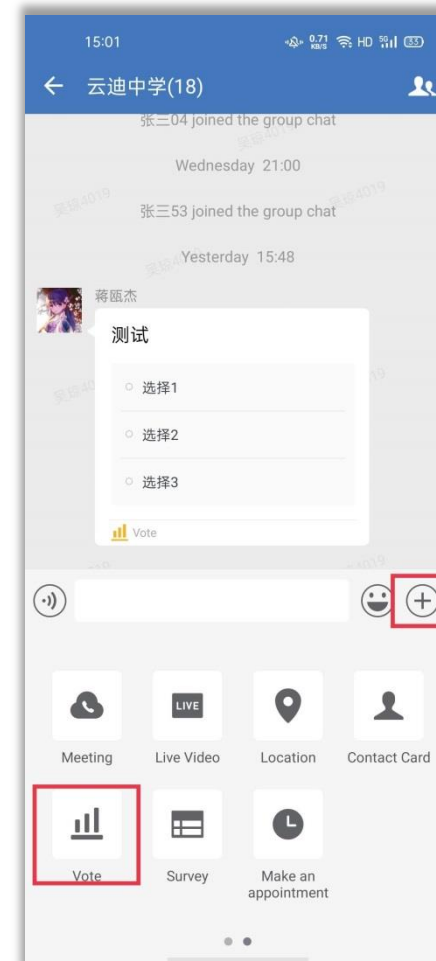 15:01
0.71 KB/S HD 5G 33
云迪中学(18)
张三04 joined the group chat
Wednesday 21:00
张三53 joined the group chat
Yesterday 15:48
蒋瓯杰
测试
选择1
选择2
选择3
Vote
LIVE
Meeting
Live Video
Location
Contact Card
Vote
Survey
Make an
appointment